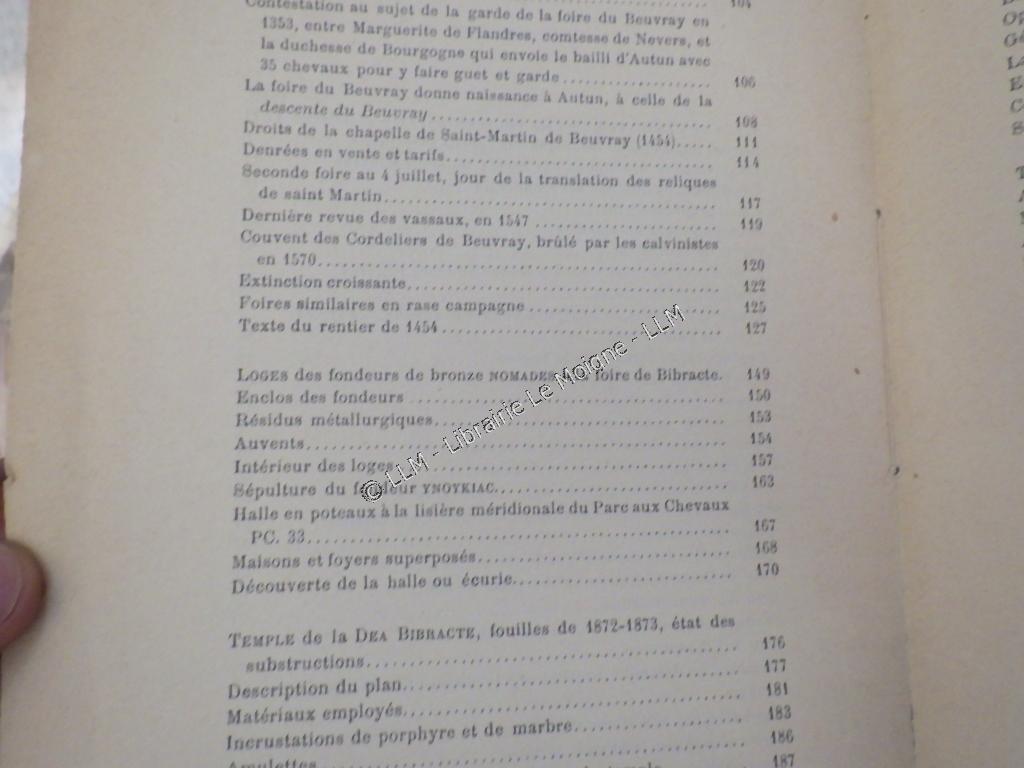 104
Contestation au sujet de la garde de la foire du Beuvray en
1353, entre Marguerite de Flandres, comtesse de Nevers, et
la duchesse de Bourgogne qui envoie le bailli d'Autun avec
35 chevaux pour y faire guet et garde.................... 106
La foire du Beuvray donne naissance à Autun, à celle de la
descente du Beuvray.................................... 108
Droits de la chapelle de Saint-Martin de Beuvray (1454)..... 111
Denrées en vente et tarifs.................................. 114
Seconde foire au 4 juillet, jour de la translation des reliques
de saint Martin......................................... 117
Dernière revue des vassaux, en 1547......................... 119
Couvent des Cordeliers de Beuvray, brûlé par les calvinistes
en 1570................................................. 120
Extinction croissante....................................... 122
Foires similaires en rase campagne.......................... 125
Texte du rentier de 1454.................................... 127
LOGES des fondeurs de bronze NOMADES foire de Bibracte. 149
Enclos des fondeurs......................................... 150
Résidus métallurgiques...................................... 153
Auvents..................................................... 154
Intérieur des loges......................................... 157
Sépulture du fondeur YNOYKIAC............................... 163
Halle en poteaux à la lisière méridionale du Parc aux Chevaux
PC. 33.................................................. 167
Maisons et foyers superposés................................ 168
Découverte de la halle ou écurie............................ 170
TEMPLE de la DEA BIBRACTE, fouilles de 1872-1873, état des
substructions........................................... 176
Description du plan......................................... 177
Matériaux employés.......................................... 181
Incrustations de porphyre et de marbre...................... 183
Amulettes................................................... 186
187
© LLM - Librairie Le Moigne - LLM